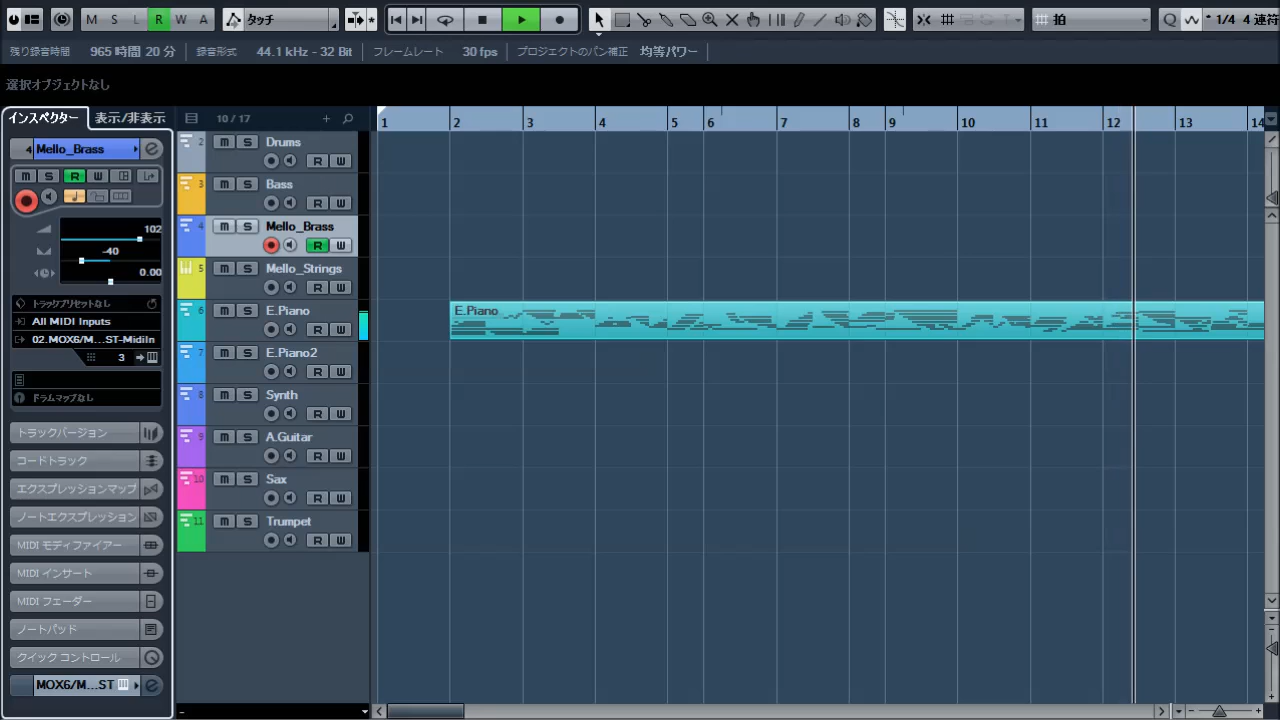 M S L R W A タッチ 拍 Q 1/4 4 連符
残り録音時間 965 時間 20 分 録音形式 44.1 kHz - 32 Bit フレームレート 30 fps プロジェクトのパン補正 均等パワー
選択オブジェクトなし
インスペクター 表示/非表示 10 / 17
1 2 3 4 5 6 7 8 9 10 11 12 13 14
4 Mello_Brass
m S R W
102
-40
0.00
トラックプリセットなし
All MIDI Inputs
02.MOX6/M...ST-MidiIn
3
ドラムマップなし
トラックバージョン
コードトラック
エクスプレッションマップ
ノートエクスプレッション
MIDI モディファイアー
MIDI インサート
MIDI フェーダー
ノートパッド
クイック コントロール
MOX6/M...ST
2 m S Drums
R W
3 m S Bass
R W
4 m S Mello_Brass
R W
5 m S Mello_Strings
R W
6 m S E.Piano
R W
7 m S E.Piano2
R W
8 m S Synth
R W
9 m S A.Guitar
R W
10 m S Sax
R W
11 m S Trumpet
R W
E.Piano